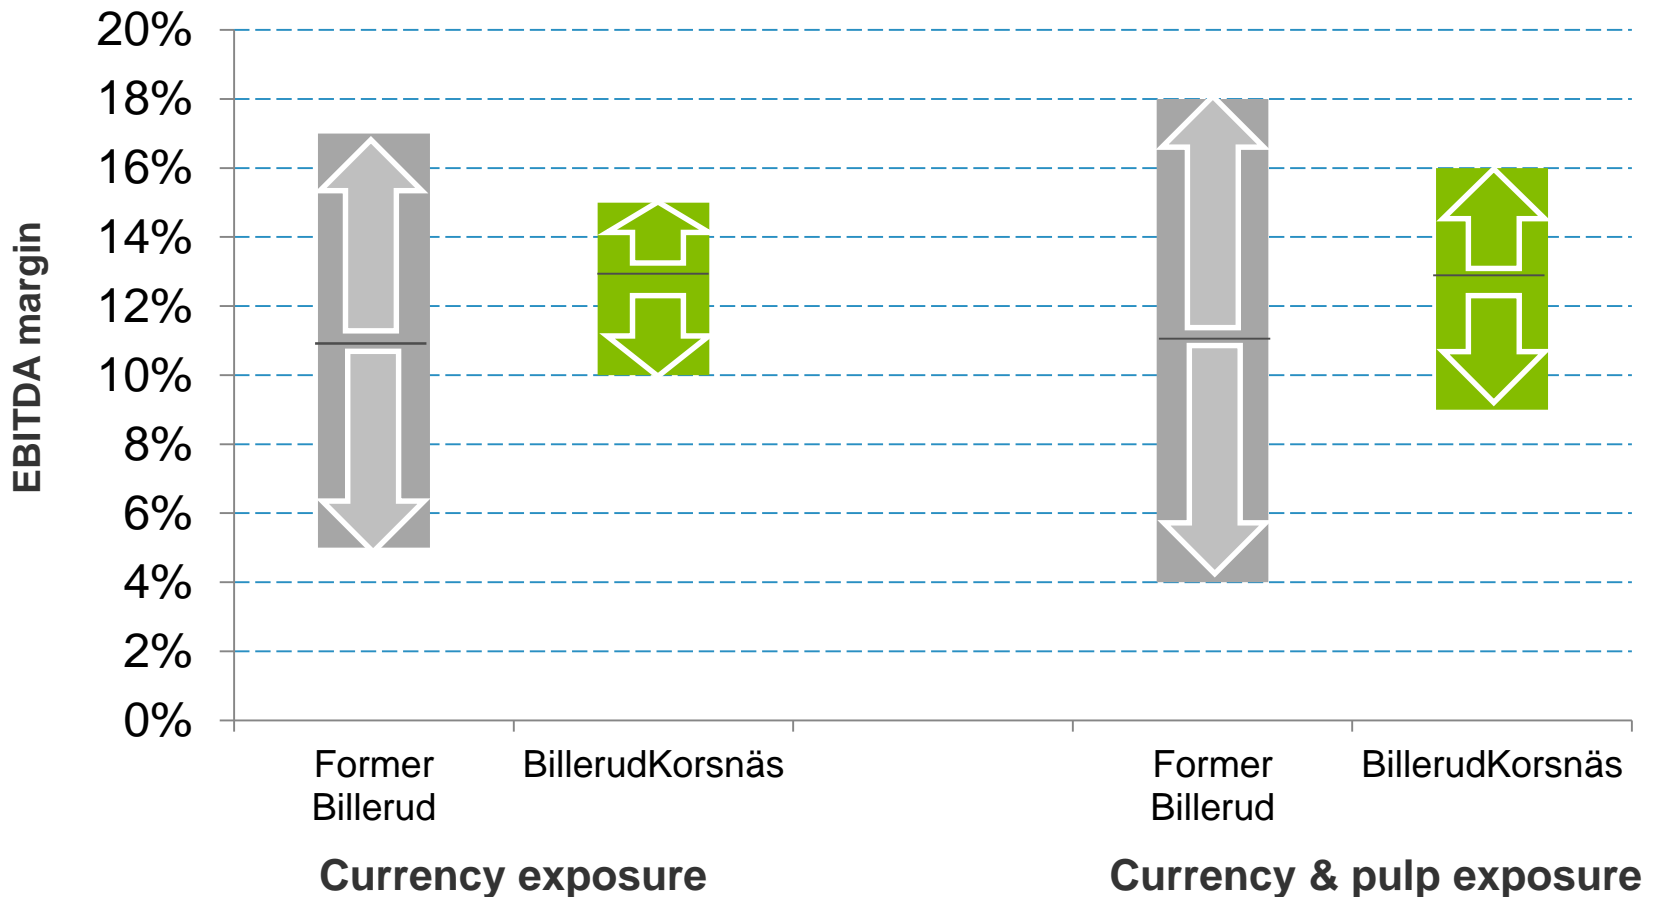 20%
18%
16%
14%
12%
10%
8%
6%
4%
2%
0%
EBITDA margin
Former
Billerud
BillerudKorsnäs
Former
Billerud
BillerudKorsnäs
Currency exposure
Currency & pulp exposure